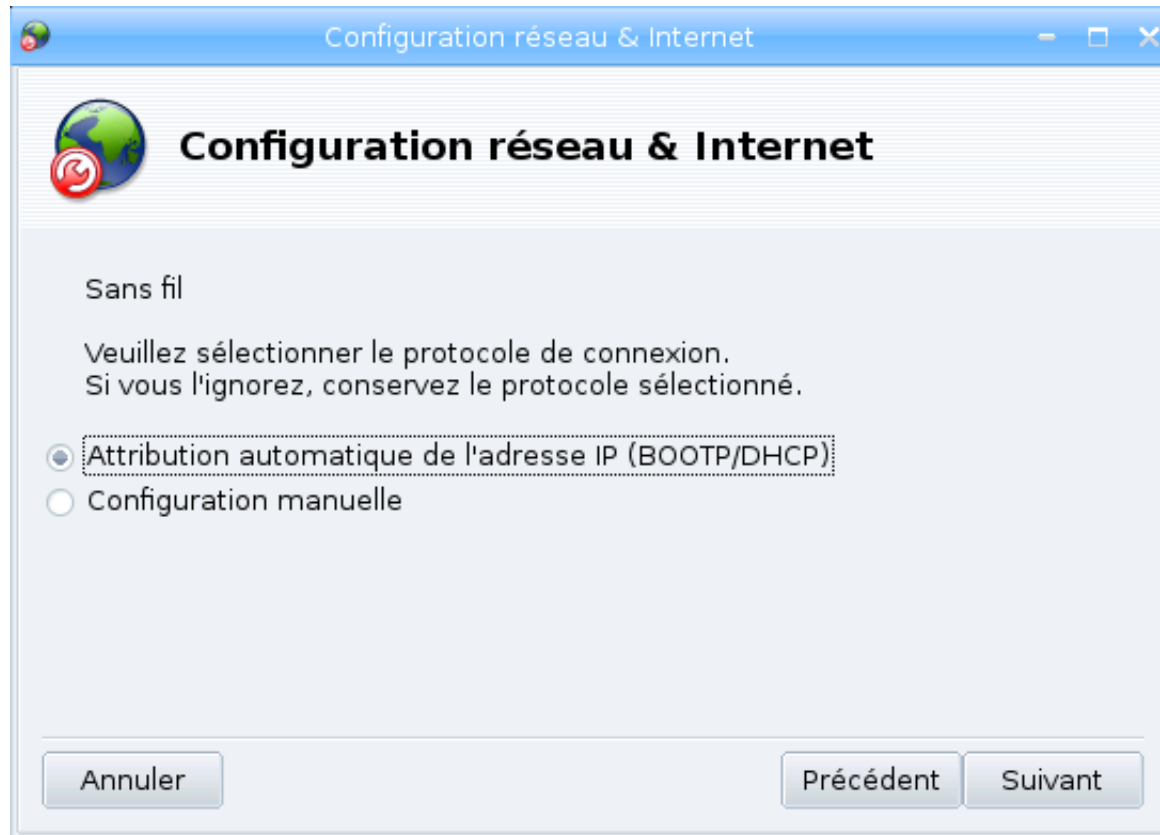 Configuration réseau & Internet
Configuration réseau & Internet
Sans fil
Veuillez sélectionner le protocole de connexion.
Si vous l'ignorez, conservez le protocole sélectionné.
Attribution automatique de l'adresse IP (BOOTP/DHCP)
Configuration manuelle
Annuler
Précédent
Suivant